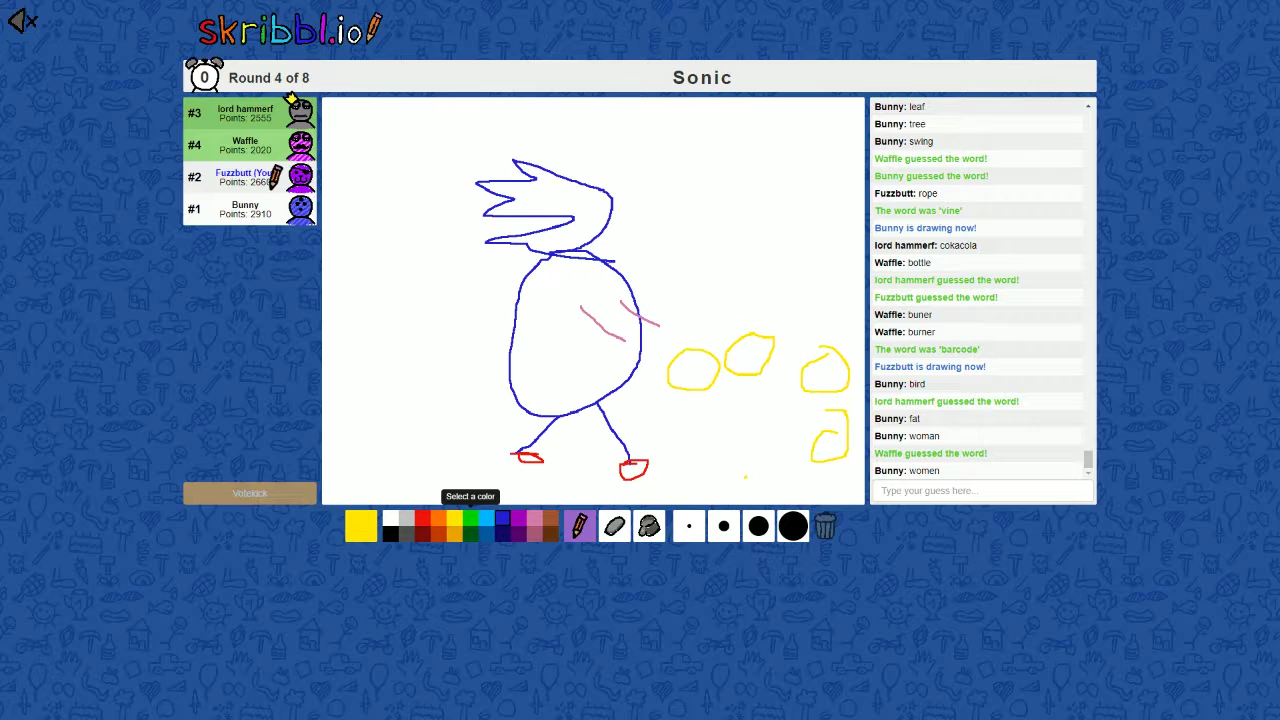 skribbl.io
0 Round 4 of 8 Sonic
#3 lord hammerf
Points: 2555
#4 Waffle
Points: 2020
#2 Fuzzbutt (You
Points: 2668
#1 Bunny
Points: 2910
Votekick
Select a color
Bunny: leaf
Bunny: tree
Bunny: swing
Waffle guessed the word!
Bunny guessed the word!
Fuzzbutt: rope
The word was 'vine'
Bunny is drawing now!
lord hammerf: cokacola
Waffle: bottle
lord hammerf guessed the word!
Fuzzbutt guessed the word!
Waffle: buner
Waffle: burner
The word was 'barcode'
Fuzzbutt is drawing now!
Bunny: bird
lord hammerf guessed the word!
Bunny: fat
Bunny: woman
Waffle guessed the word!
Bunny: women
Type your guess here...